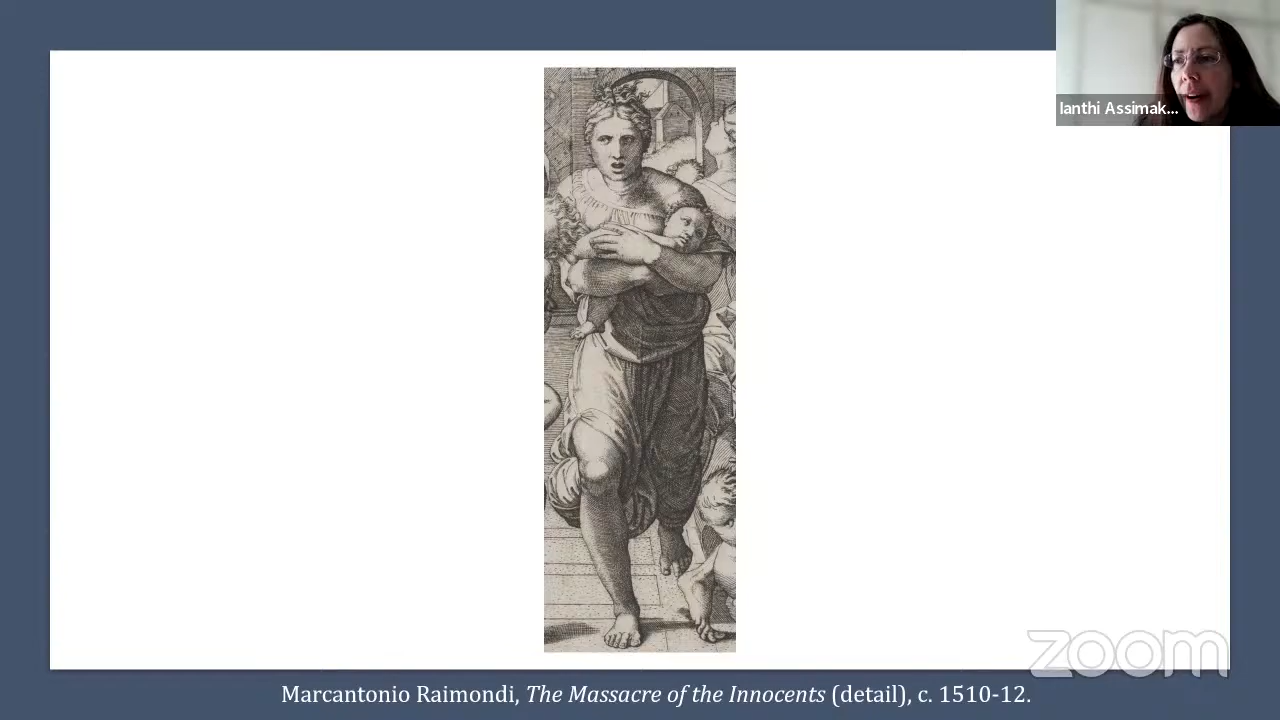 Ianthi Assimak...
zoom
Marcantonio Raimondi, The Massacre of the Innocents (detail), c. 1510-12.